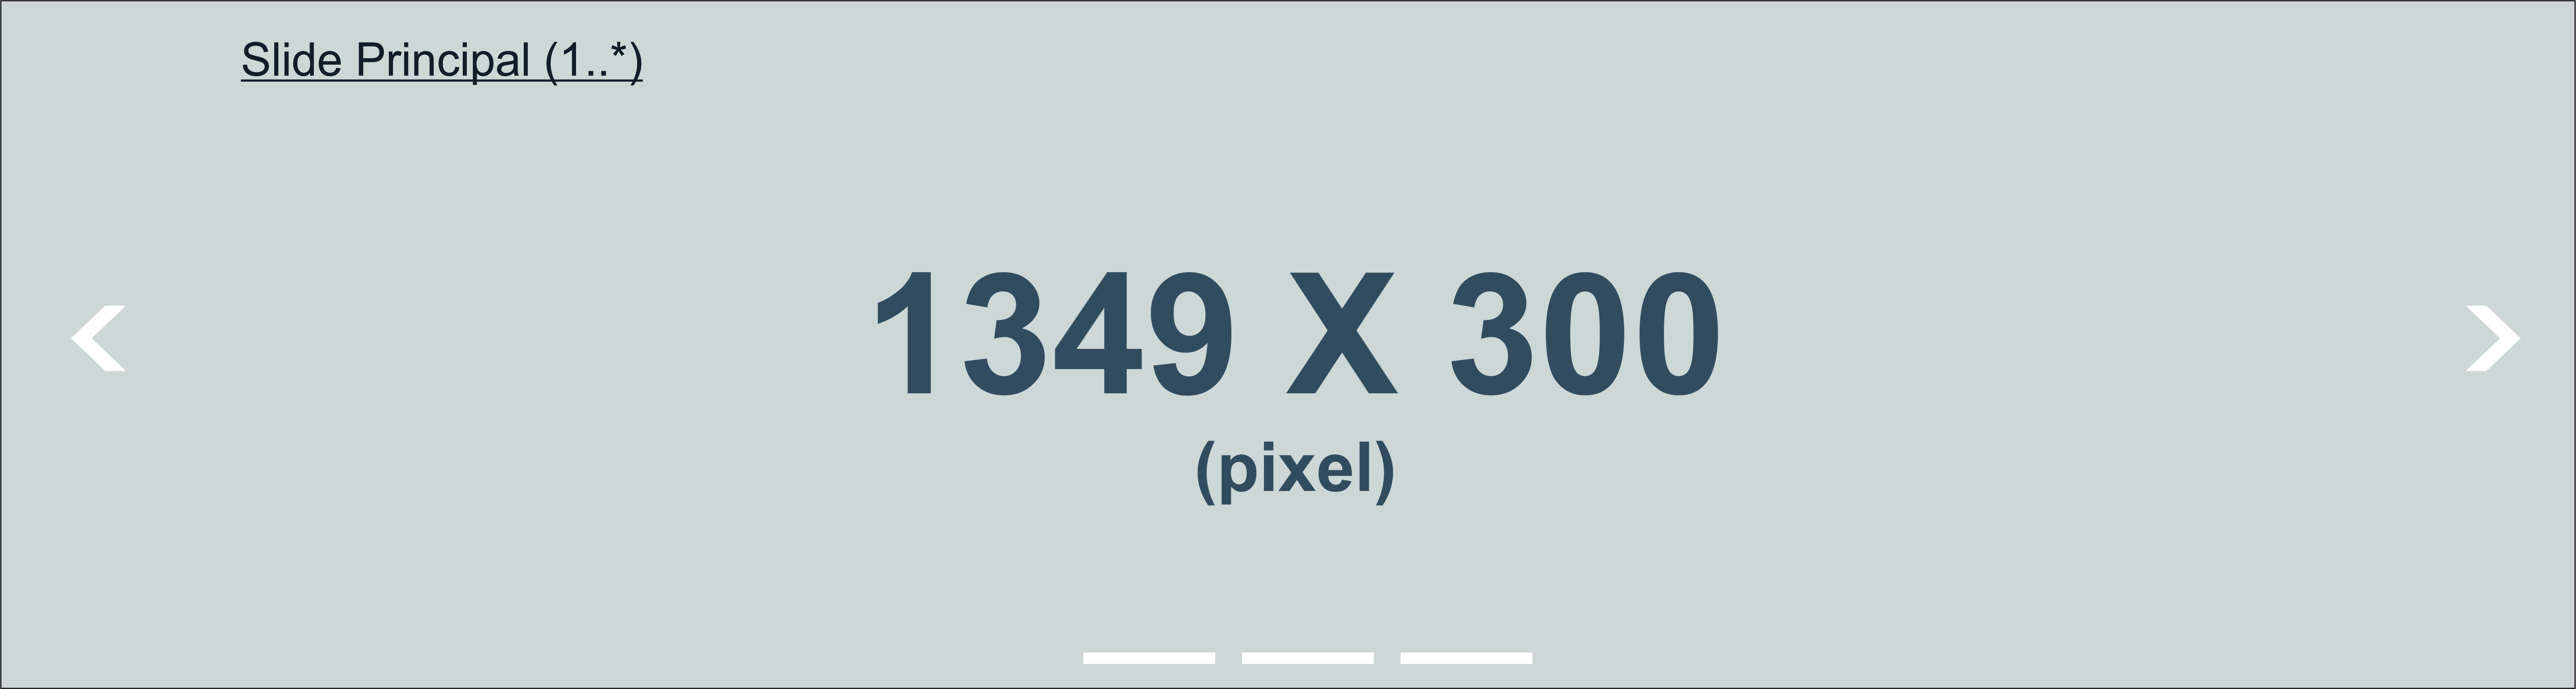 Slide Principal (1..*)
1349 X 300
(pixel)